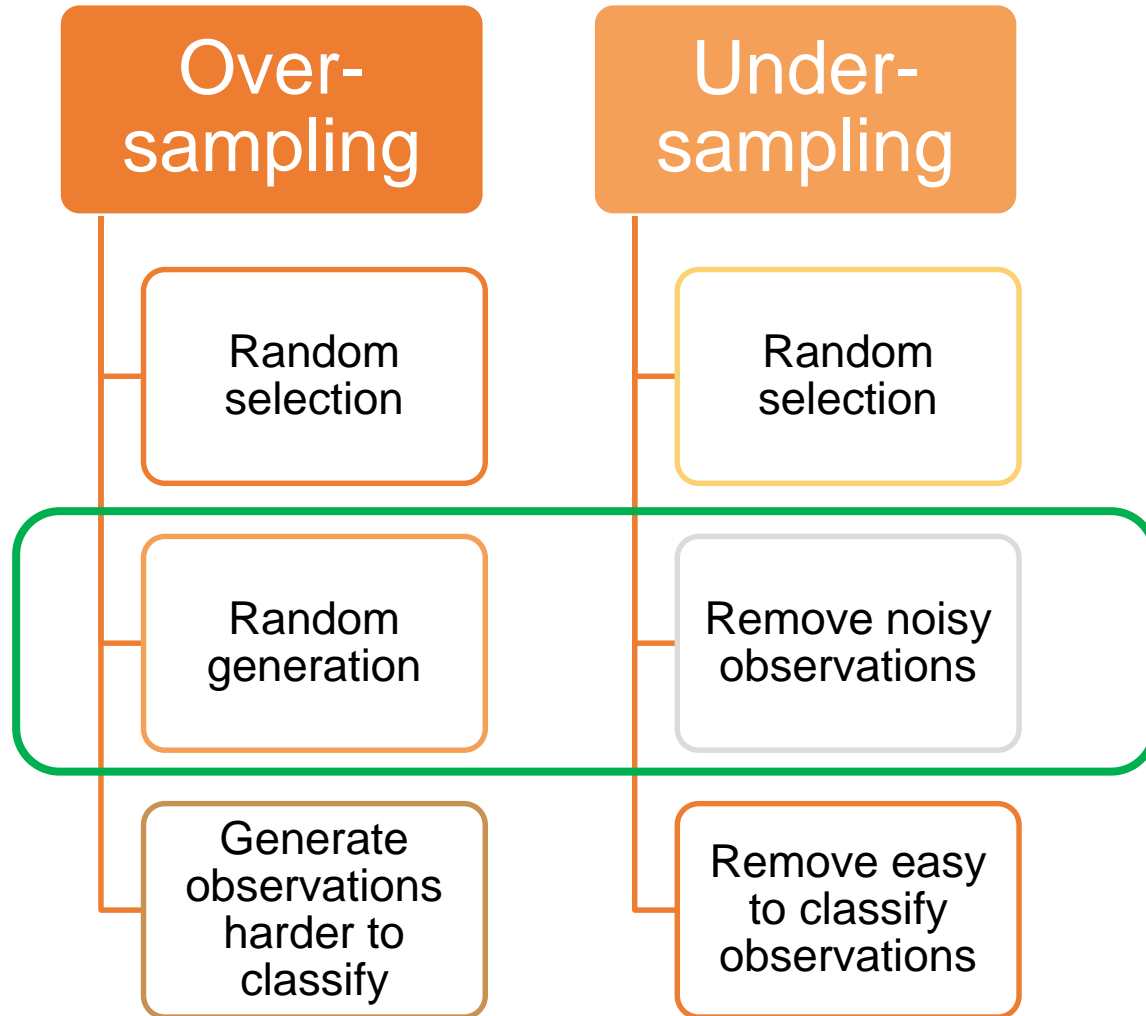 Over-
sampling
Random
selection
Random
generation
Generate
observations
harder to
classify
Under-
sampling
Random
selection
Remove noisy
observations
Remove easy
to classify
observations